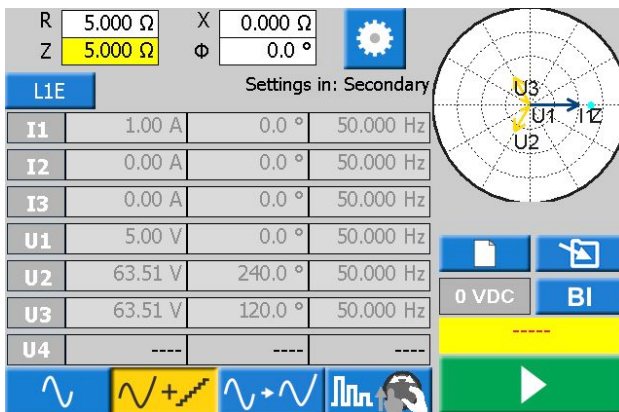 R 5.000 Ω X 0.000 Ω
Z 5.000 Ω Φ 0.0 °
L1E Settings in: Secondary
I1 1.00 A 0.0 ° 50.000 Hz
I2 0.00 A 0.0 ° 50.000 Hz
I3 0.00 A 0.0 ° 50.000 Hz
U1 5.00 V 0.0 ° 50.000 Hz
U2 63.51 V 240.0 ° 50.000 Hz
U3 63.51 V 120.0 ° 50.000 Hz
U4 ---- ---- ----
U3
U1 I1 Z
U2
0 VDC BI
-----